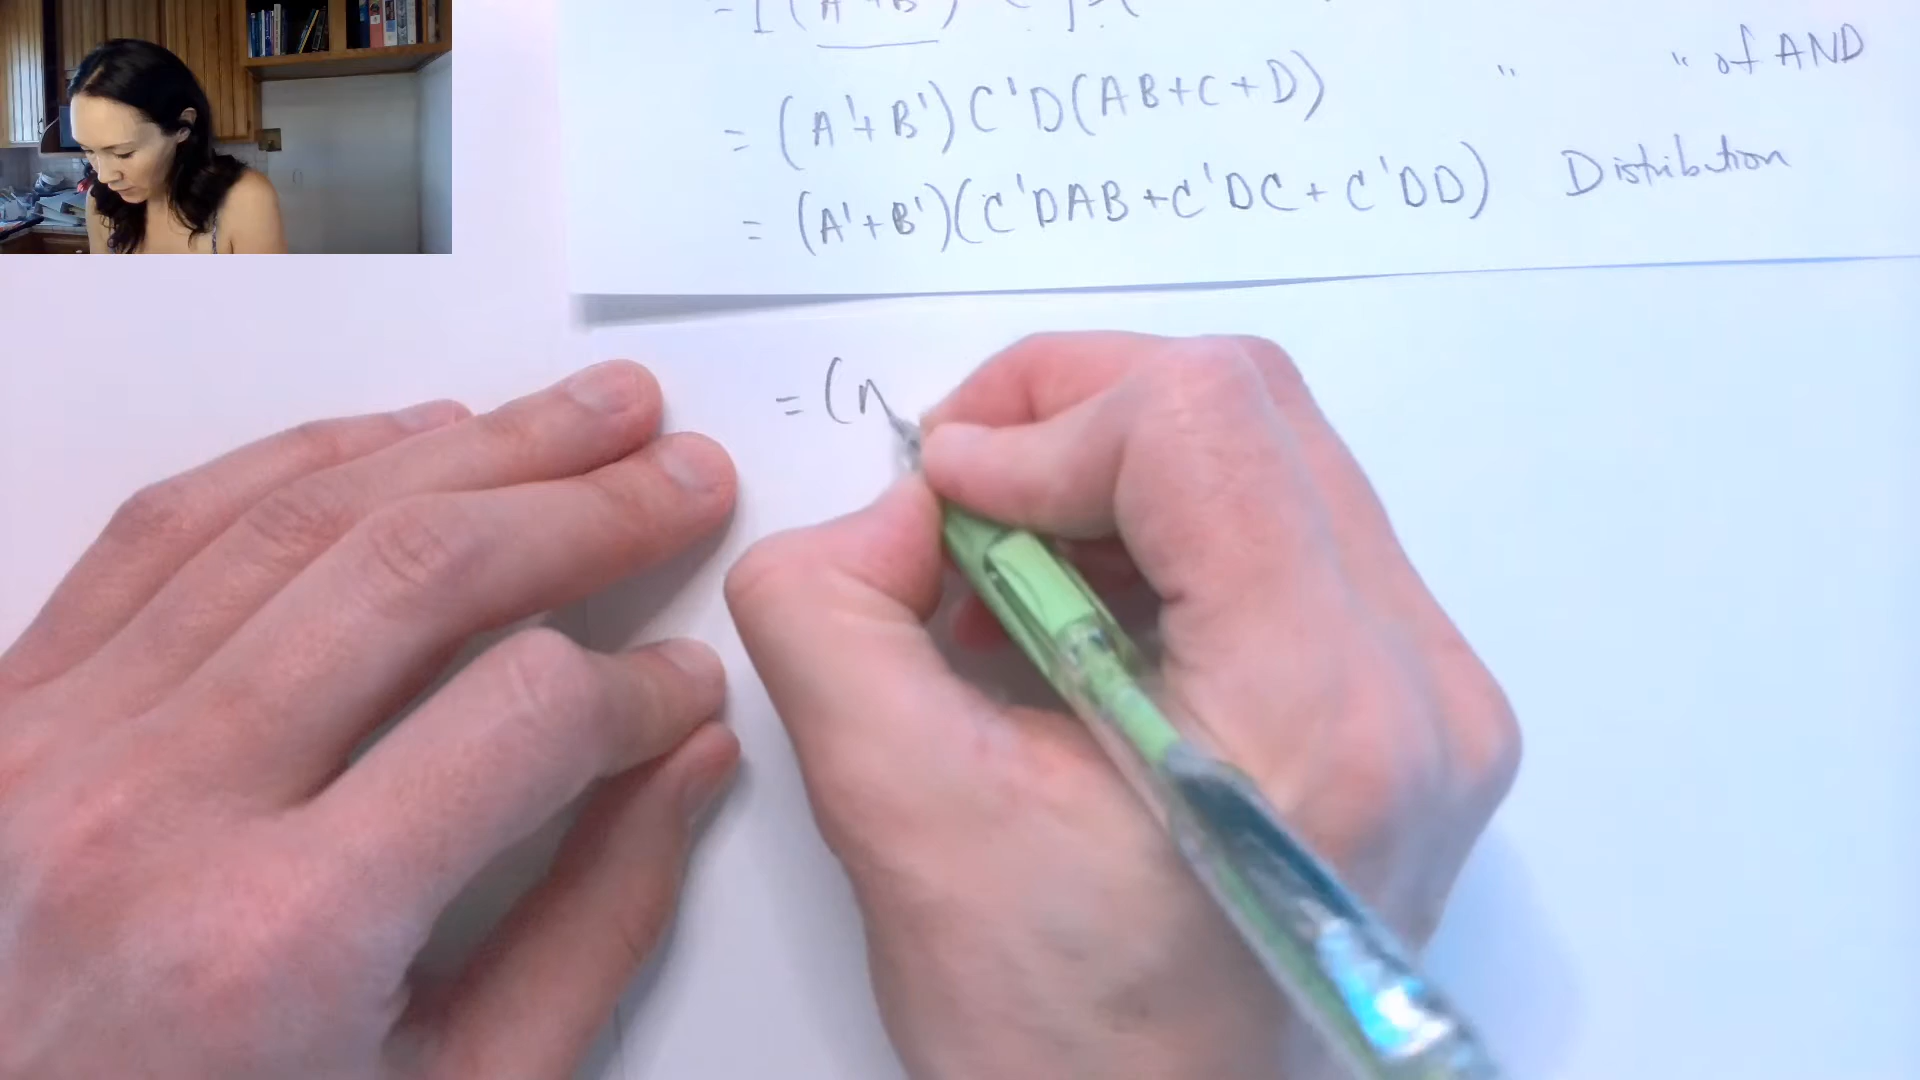 = [(A'+B')
= (A'+B')C'D(AB+C+D) " " of AND
= (A'+B')(C'DAB+C'DC+C'DD) Distribution
= (